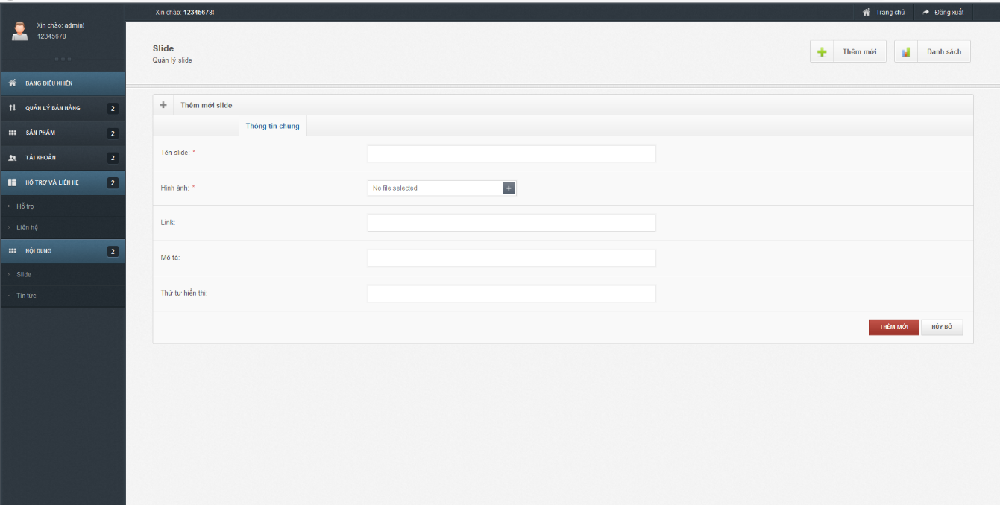 Xin chào: 12345678!
Trang chủ
Đăng xuất
Xin chào: admin!
12345678
BẢNG ĐIỀU KHIỂN
QUẢN LÝ BÁN HÀNG 2
SẢN PHẨM 2
TÀI KHOẢN 2
HỖ TRỢ VÀ LIÊN HỆ 2
Hỗ trợ
Liên hệ
NỘI DUNG 2
Slide
Tin tức
Slide
Quản lý slide
Thêm mới
Danh sách
Thêm mới slide
Thông tin chung
Tên slide: *
Hình ảnh: *
No file selected
Link:
Mô tả:
Thứ tự hiển thị:
THÊM MỚI
HỦY BỎ